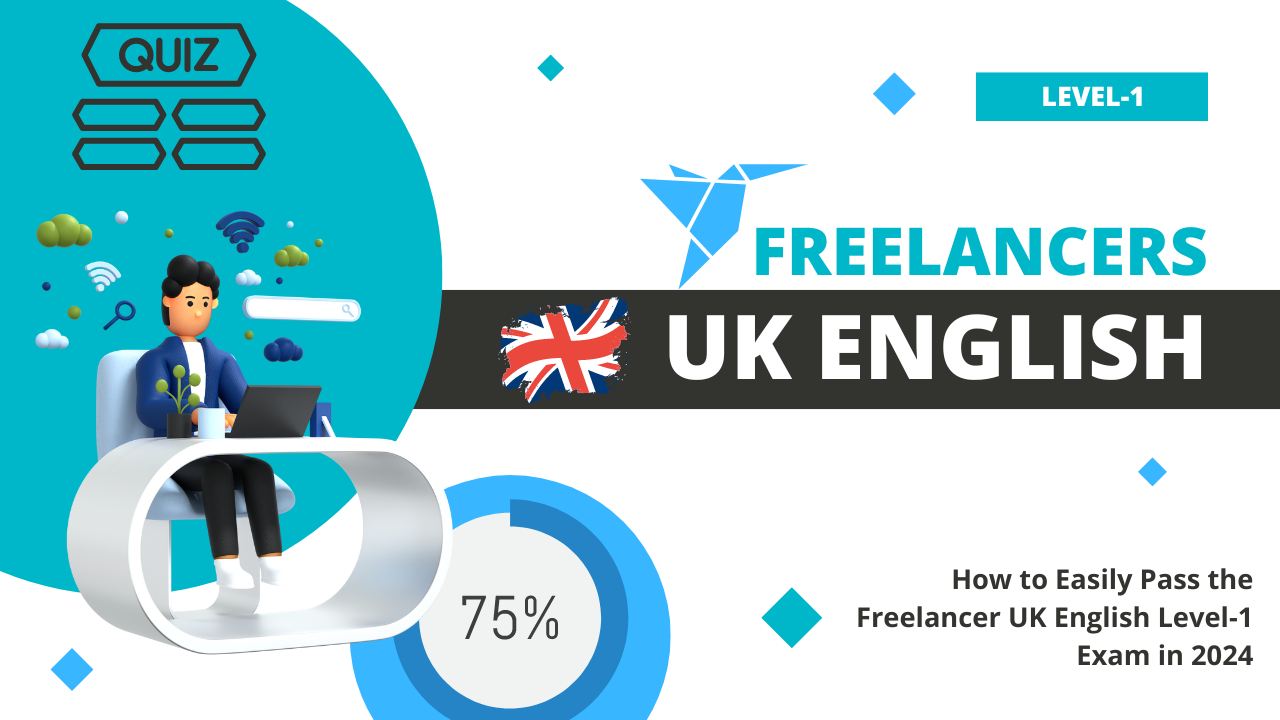 QUIZ
LEVEL-1
FREELANCERS
UK ENGLISH
75%
How to Easily Pass the
Freelancer UK English Level-1
Exam in 2024